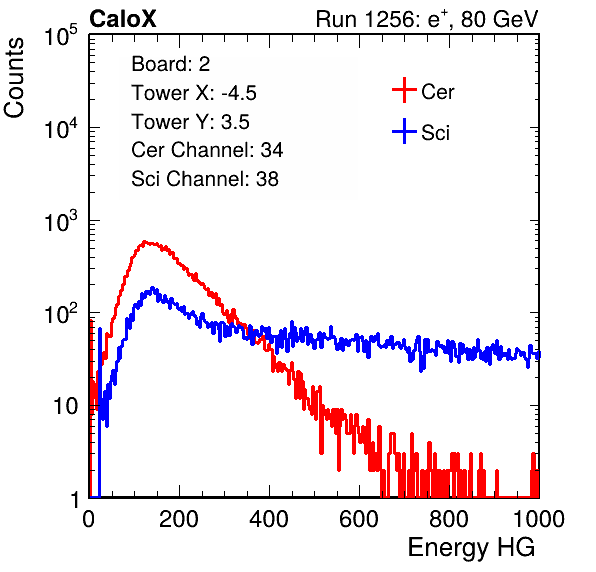 CaloX Run 1256: e⁺, 80 GeV
Counts
Board: 2
Tower X: -4.5
Tower Y: 3.5
Cer Channel: 34
Sci Channel: 38
Cer
Sci
10⁵
10⁴
10³
10²
10
1
0 200 400 600 800 1000
Energy HG